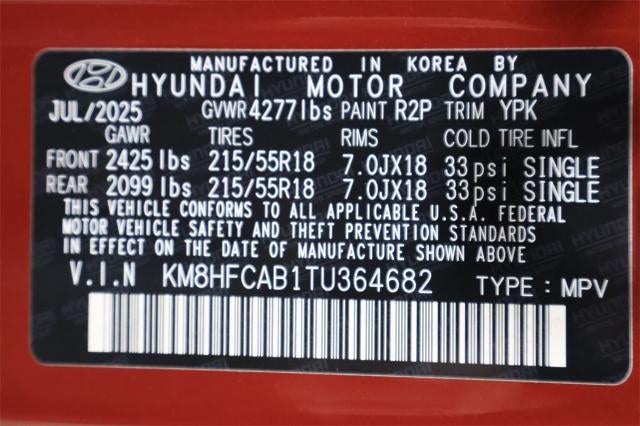 MANUFACTURED IN KOREA BY
HYUNDAI MOTOR COMPANY
JUL/2025 GVWR 4277lbs PAINT R2P TRIM YPK
GAWR TIRES RIMS COLD TIRE INFL
FRONT 2425lbs 215/55R18 7.0JX18 33psi SINGLE
REAR 2099lbs 215/55R18 7.0JX18 33psi SINGLE
THIS VEHICLE CONFORMS TO ALL APPLICABLE U.S.A. FEDERAL
MOTOR VEHICLE SAFETY AND THEFT PREVENTION STANDARDS
IN EFFECT ON THE DATE OF MANUFACTURE SHOWN ABOVE
V.I.N KM8HFCAB1TU364682 TYPE : MPV